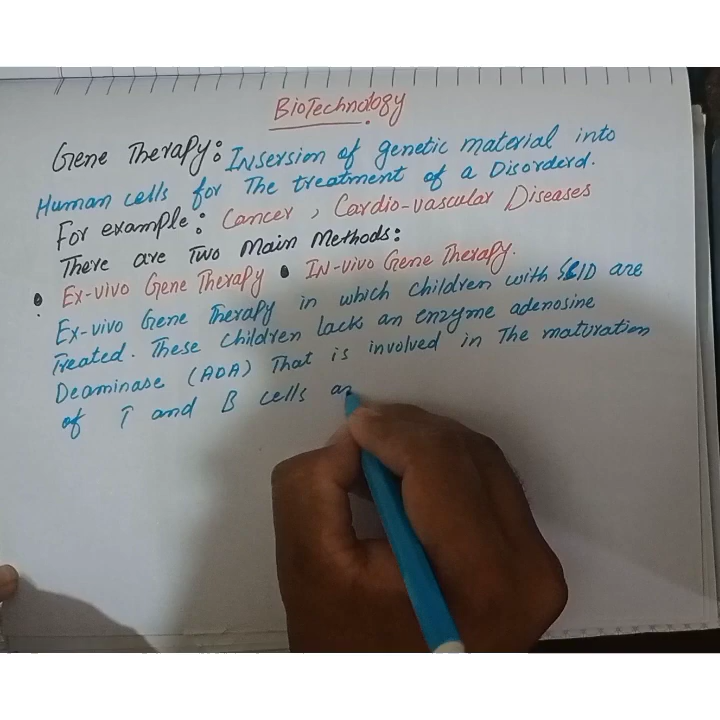 BioTechnology
Gene Therapy: Insersion of genetic material into
Human cells for The treatment of a Disorderd.
For example: Cancer, Cardio-vascular Diseases
There are Two Main Methods:
• Ex-vivo Gene Therapy • IN-vivo Gene Therapy.
Ex-vivo Gene Therapy in which children with SCID are
Treated. These children lack an enzyme adenosine
Deaminase (ADA) That is involved in The maturation
of T and B cells an